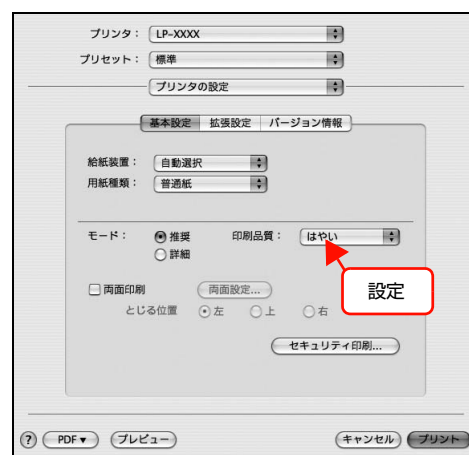 プリンタ： LP-XXXX
プリセット： 標準
プリンタの設定
基本設定 拡張設定 バージョン情報
給紙装置： 自動選択
用紙種類： 普通紙
モード： 推奨 印刷品質： はやい
詳細
設定
両面印刷 両面設定...
とじる位置 左 上 右
セキュリティ印刷...
? PDF▼ プレビュー キャンセル プリント